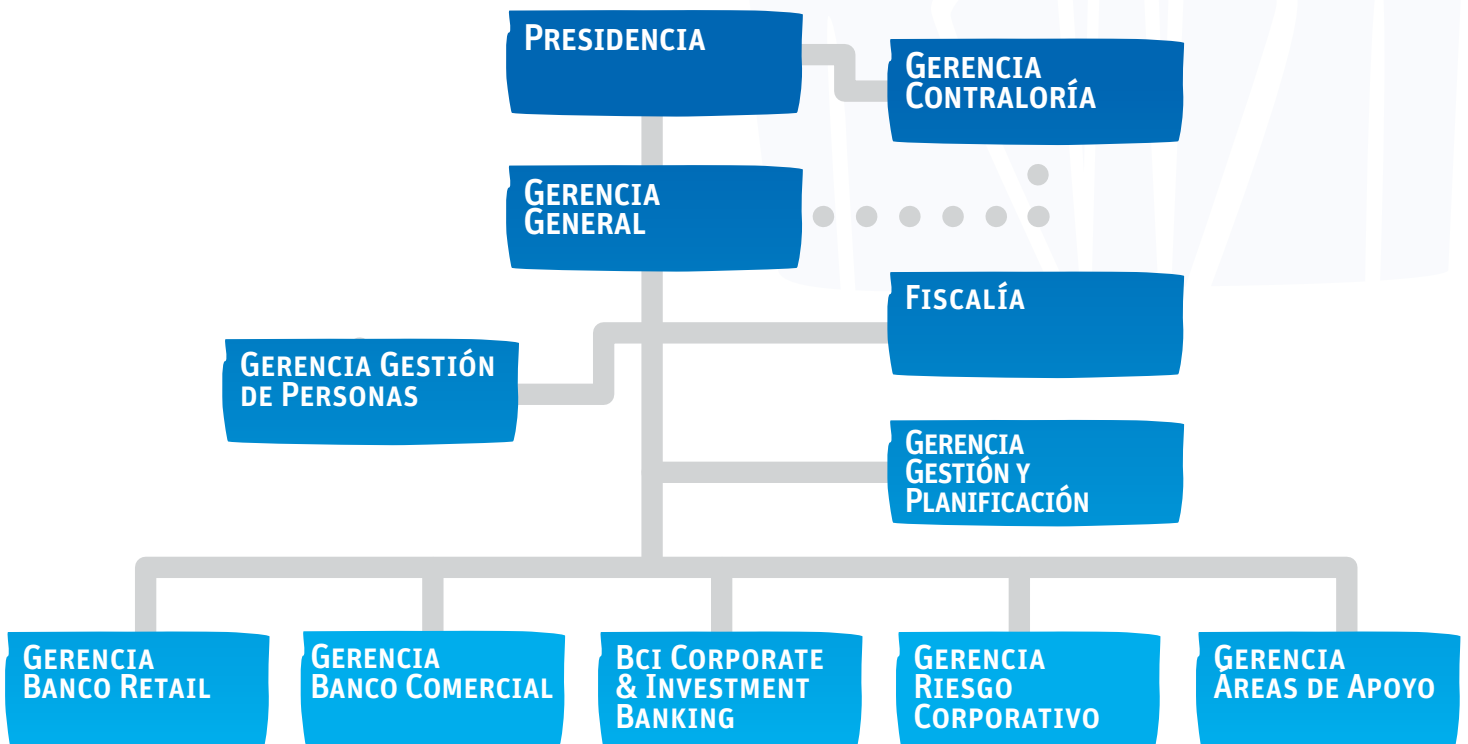 PRESIDENCIA
GERENCIA
CONTRALORÍA
GERENCIA
GENERAL
FISCALÍA
GERENCIA GESTIÓN
DE PERSONAS
GERENCIA
GESTIÓN Y
PLANIFICACIÓN
GERENCIA
BANCO RETAIL
GERENCIA
BANCO COMERCIAL
BCI CORPORATE
& INVESTMENT
BANKING
GERENCIA
RIESGO
CORPORATIVO
GERENCIA
ÁREAS DE APOYO